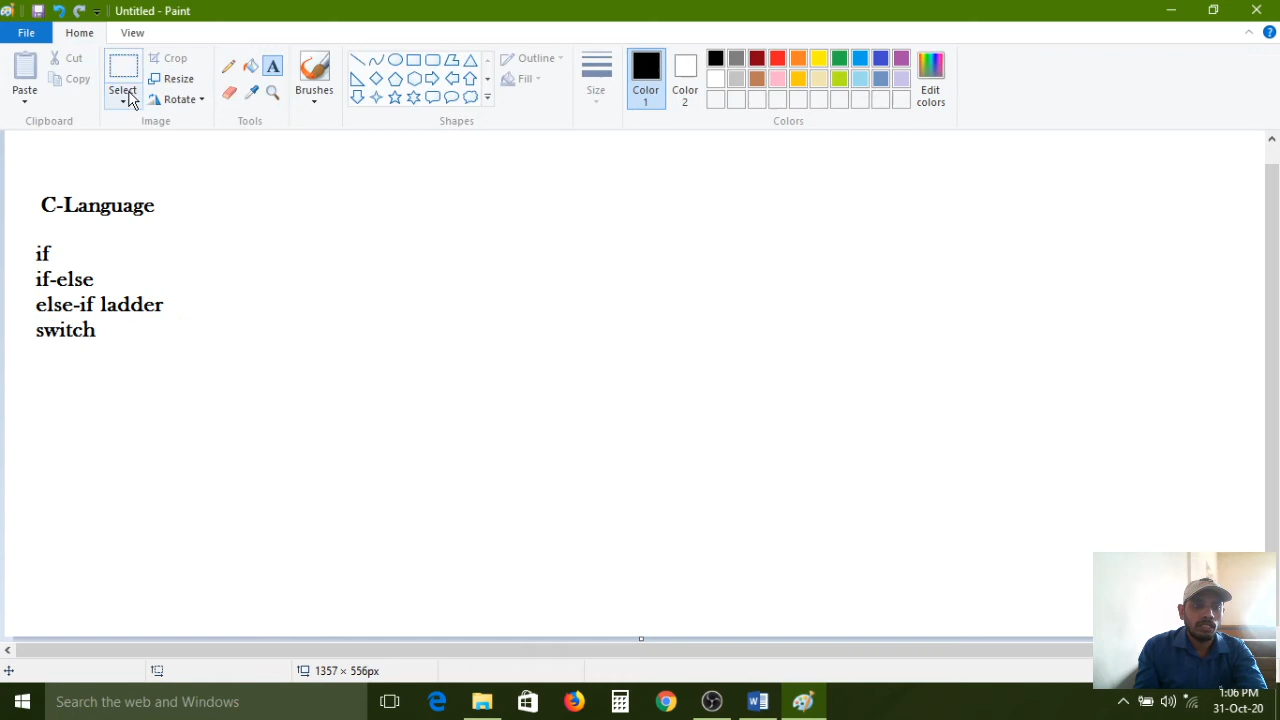 Untitled - Paint
File Home View
Paste
Cut
Copy
Clipboard
Select
Crop
Resize
Rotate
Image
A
Tools
Brushes
Outline
Fill
Shapes
Size
Color 1
Color 2
Edit colors
Colors
C-Language
if
if-else
else-if ladder
switch
1357 × 556px
Search the web and Windows
1:06 PM
31-Oct-20